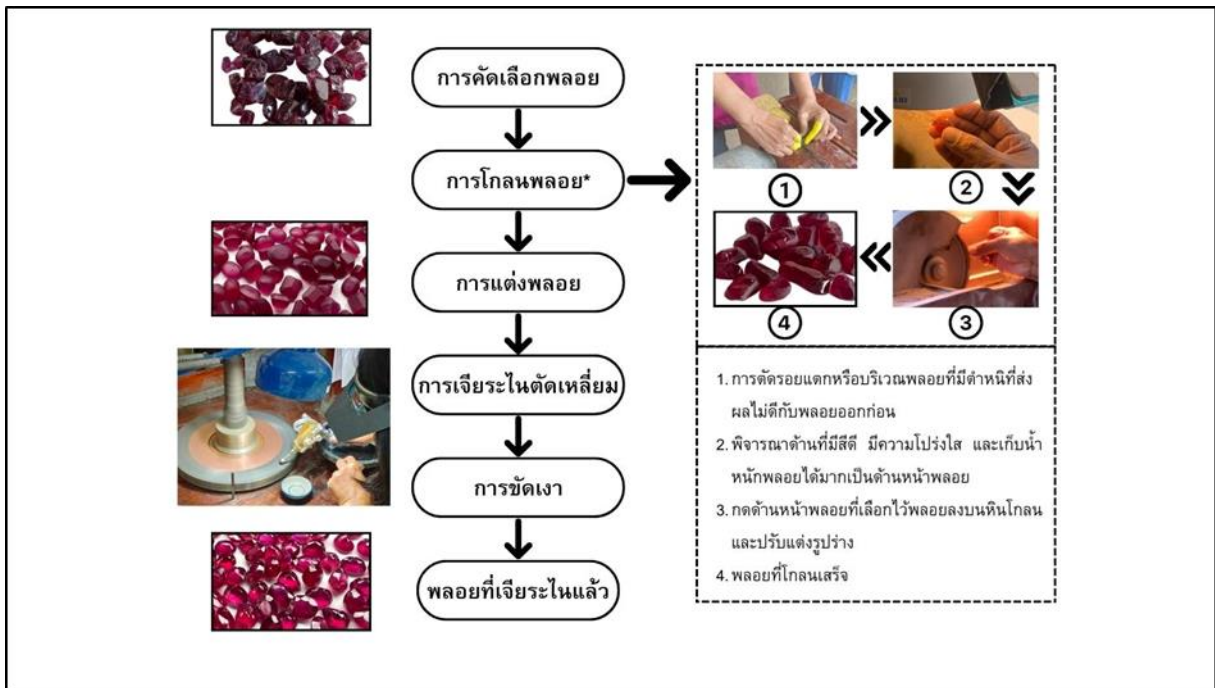 การคัดเลือกพลอย
การโกลนพลอย*
การแต่งพลอย
การเจียระไนตัดเหลี่ยม
การขัดเงา
พลอยที่เจียระไนแล้ว
1
2
4
3
1. การตัดรอยแตกหรือบริเวณพลอยที่มีตำหนิที่ส่ง
ผลไม่ดีกับพลอยออกก่อน
2. พิจารณาด้านที่มีสีดี มีความโปร่งใส และเก็บน้ำ
หนักพลอยได้มากเป็นด้านหน้าพลอย
3. กดด้านหน้าพลอยที่เลือกไว้พลอยลงบนหินโกลน
และปรับแต่งรูปร่าง
4. พลอยที่โกลนเสร็จ